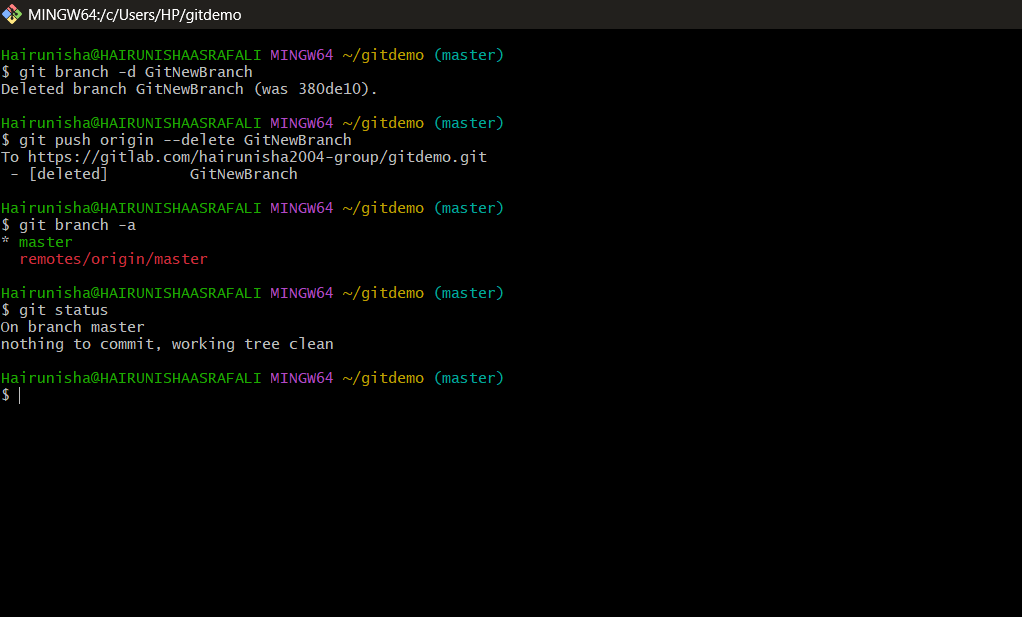 MINGW64:/c/Users/HP/gitdemo
Hairunisha@HAIRUNISHAASRAFALI MINGW64 ~/gitdemo (master)
$ git branch -d GitNewBranch
Deleted branch GitNewBranch (was 380de10).
Hairunisha@HAIRUNISHAASRAFALI MINGW64 ~/gitdemo (master)
$ git push origin --delete GitNewBranch
To https://gitlab.com/hairunisha2004-group/gitdemo.git
 - [deleted]         GitNewBranch
Hairunisha@HAIRUNISHAASRAFALI MINGW64 ~/gitdemo (master)
$ git branch -a
* master
  remotes/origin/master
Hairunisha@HAIRUNISHAASRAFALI MINGW64 ~/gitdemo (master)
$ git status
On branch master
nothing to commit, working tree clean
Hairunisha@HAIRUNISHAASRAFALI MINGW64 ~/gitdemo (master)
$